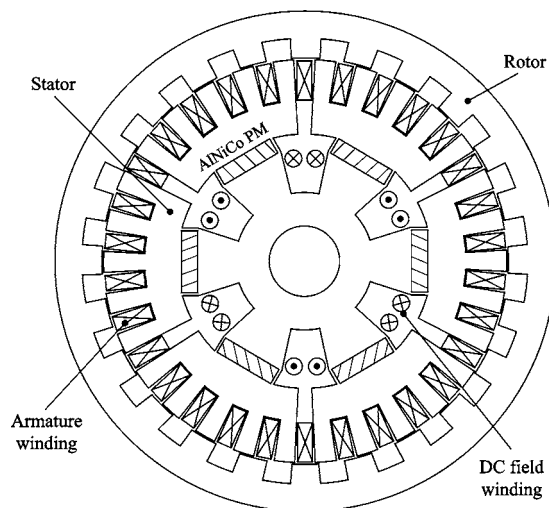 Stator
Rotor
AlNiCo PM
Armature
winding
DC field
winding